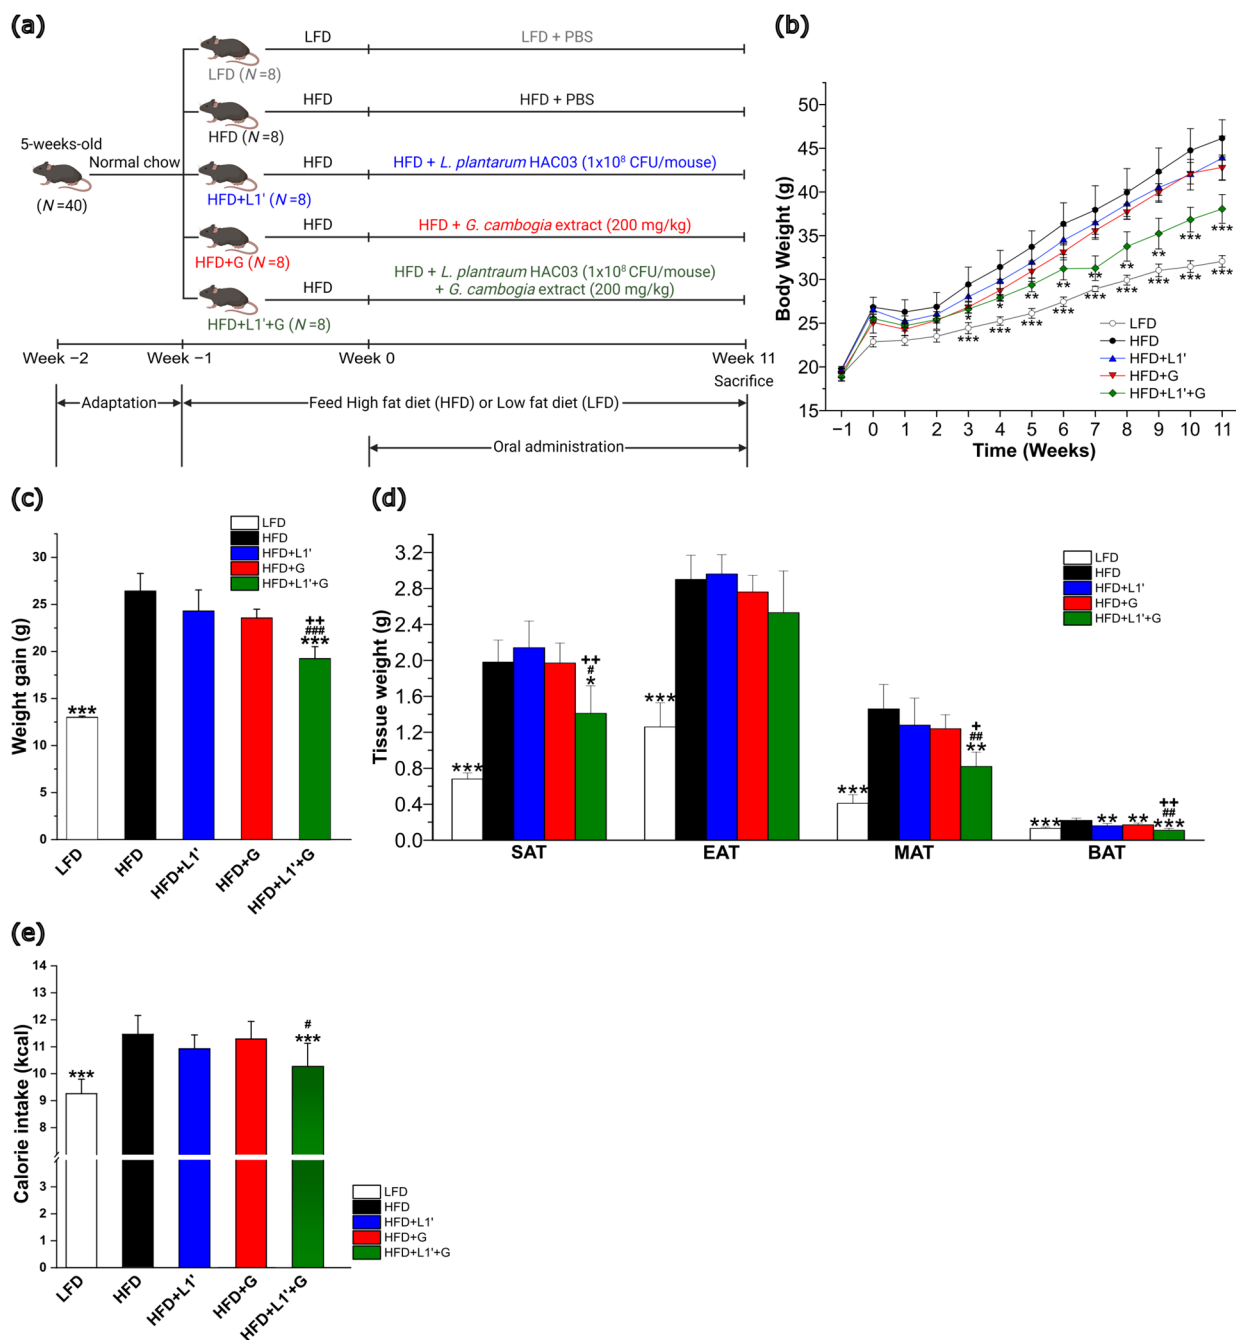 (a)
LFD
LFD + PBS
LFD (N=8)
HFD
HFD + PBS
HFD (N=8)
5-weeks-old
Normal chow
(N=40)
HFD
HFD + L. plantarum HAC03 (1x10⁸ CFU/mouse)
HFD+L1' (N=8)
HFD
HFD + G. cambogia extract (200 mg/kg)
HFD+G (N=8)
HFD
HFD + L. plantraum HAC03 (1x10⁸ CFU/mouse)
+ G. cambogia extract (200 mg/kg)
HFD+L1'+G (N=8)
Week −2
Week −1
Week 0
Week 11
Sacrifice
Adaptation
Feed High fat diet (HFD) or Low fat diet (LFD)
Oral administration
(b)
Body Weight (g)
50
45
40
35
30
25
20
15
* * ** ** ** ** ** *** ***
*** *** *** *** *** *** *** *** ***
LFD
HFD
HFD+L1'
HFD+G
HFD+L1'+G
−1 0 1 2 3 4 5 6 7 8 9 10 11
Time (Weeks)
(c)
LFD
HFD
HFD+L1'
HFD+G
HFD+L1'+G
Weight gain (g)
30
25
20
15
10
5
0
***
++
###
***
LFD HFD HFD+L1' HFD+G HFD+L1'+G
(d)
LFD
HFD
HFD+L1'
HFD+G
HFD+L1'+G
Tissue weight (g)
3.2
2.8
2.4
2.0
1.6
1.2
0.8
0.4
0.0
***
++
#
*
***
***
+
##
**
***
**
**
++
##
***
SAT EAT MAT BAT
(e)
Calorie intake (kcal)
14
13
12
11
10
9
8
3
2
1
0
***
#
***
LFD
HFD
HFD+L1'
HFD+G
HFD+L1'+G
LFD HFD HFD+L1' HFD+G HFD+L1'+G